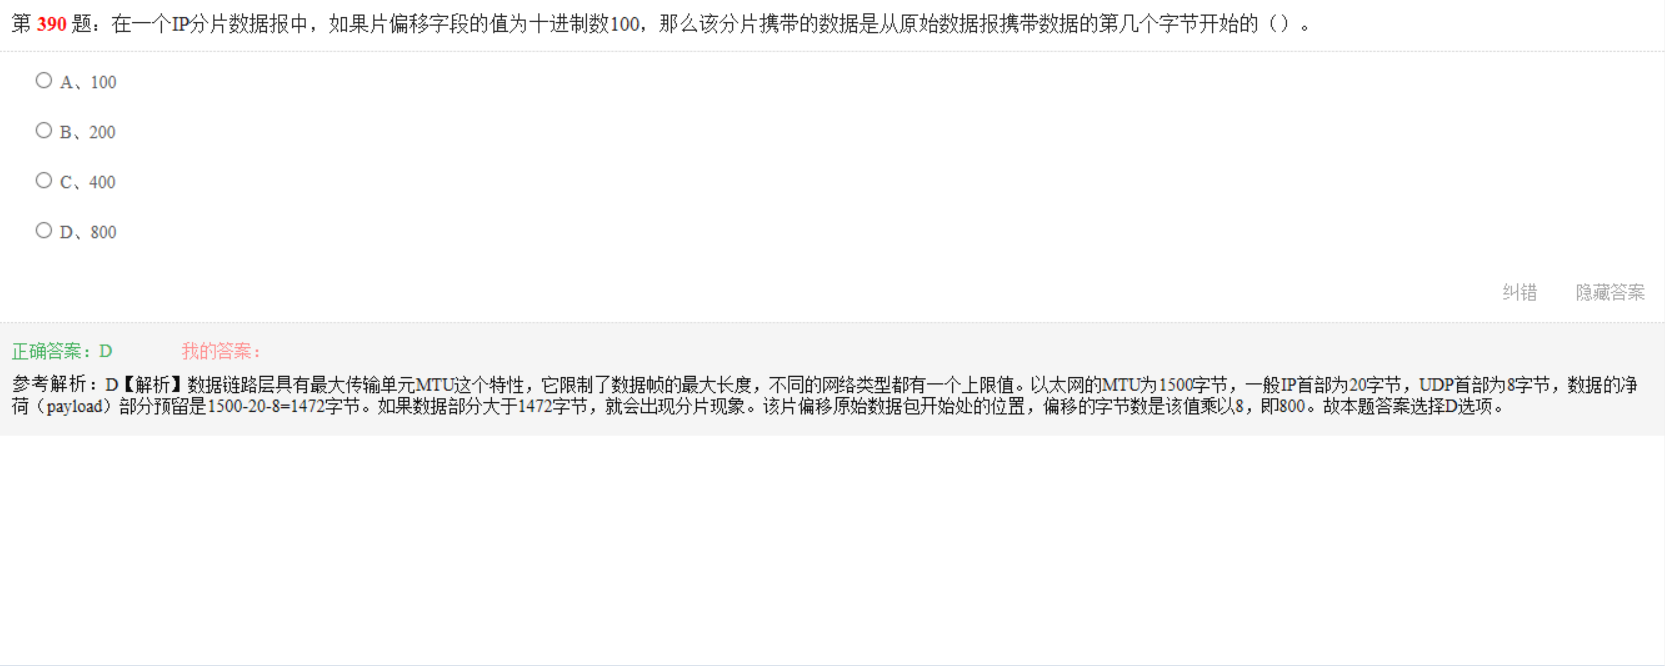 第 390 题：在一个IP分片数据报中，如果片偏移字段的值为十进制数100，那么该分片携带的数据是从原始数据报携带数据的第几个字节开始的（）。
A、100
B、200
C、400
D、800
纠错 隐藏答案
正确答案：D 我的答案：
参考解析：D【解析】数据链路层具有最大传输单元MTU这个特性，它限制了数据帧的最大长度，不同的网络类型都有一个上限值。以太网的MTU为1500字节，一般IP首部为20字节，UDP首部为8字节，数据的净
荷（payload）部分预留是1500-20-8=1472字节。如果数据部分大于1472字节，就会出现分片现象。该片偏移原始数据包开始处的位置，偏移的字节数是该值乘以8，即800。故本题答案选择D选项。